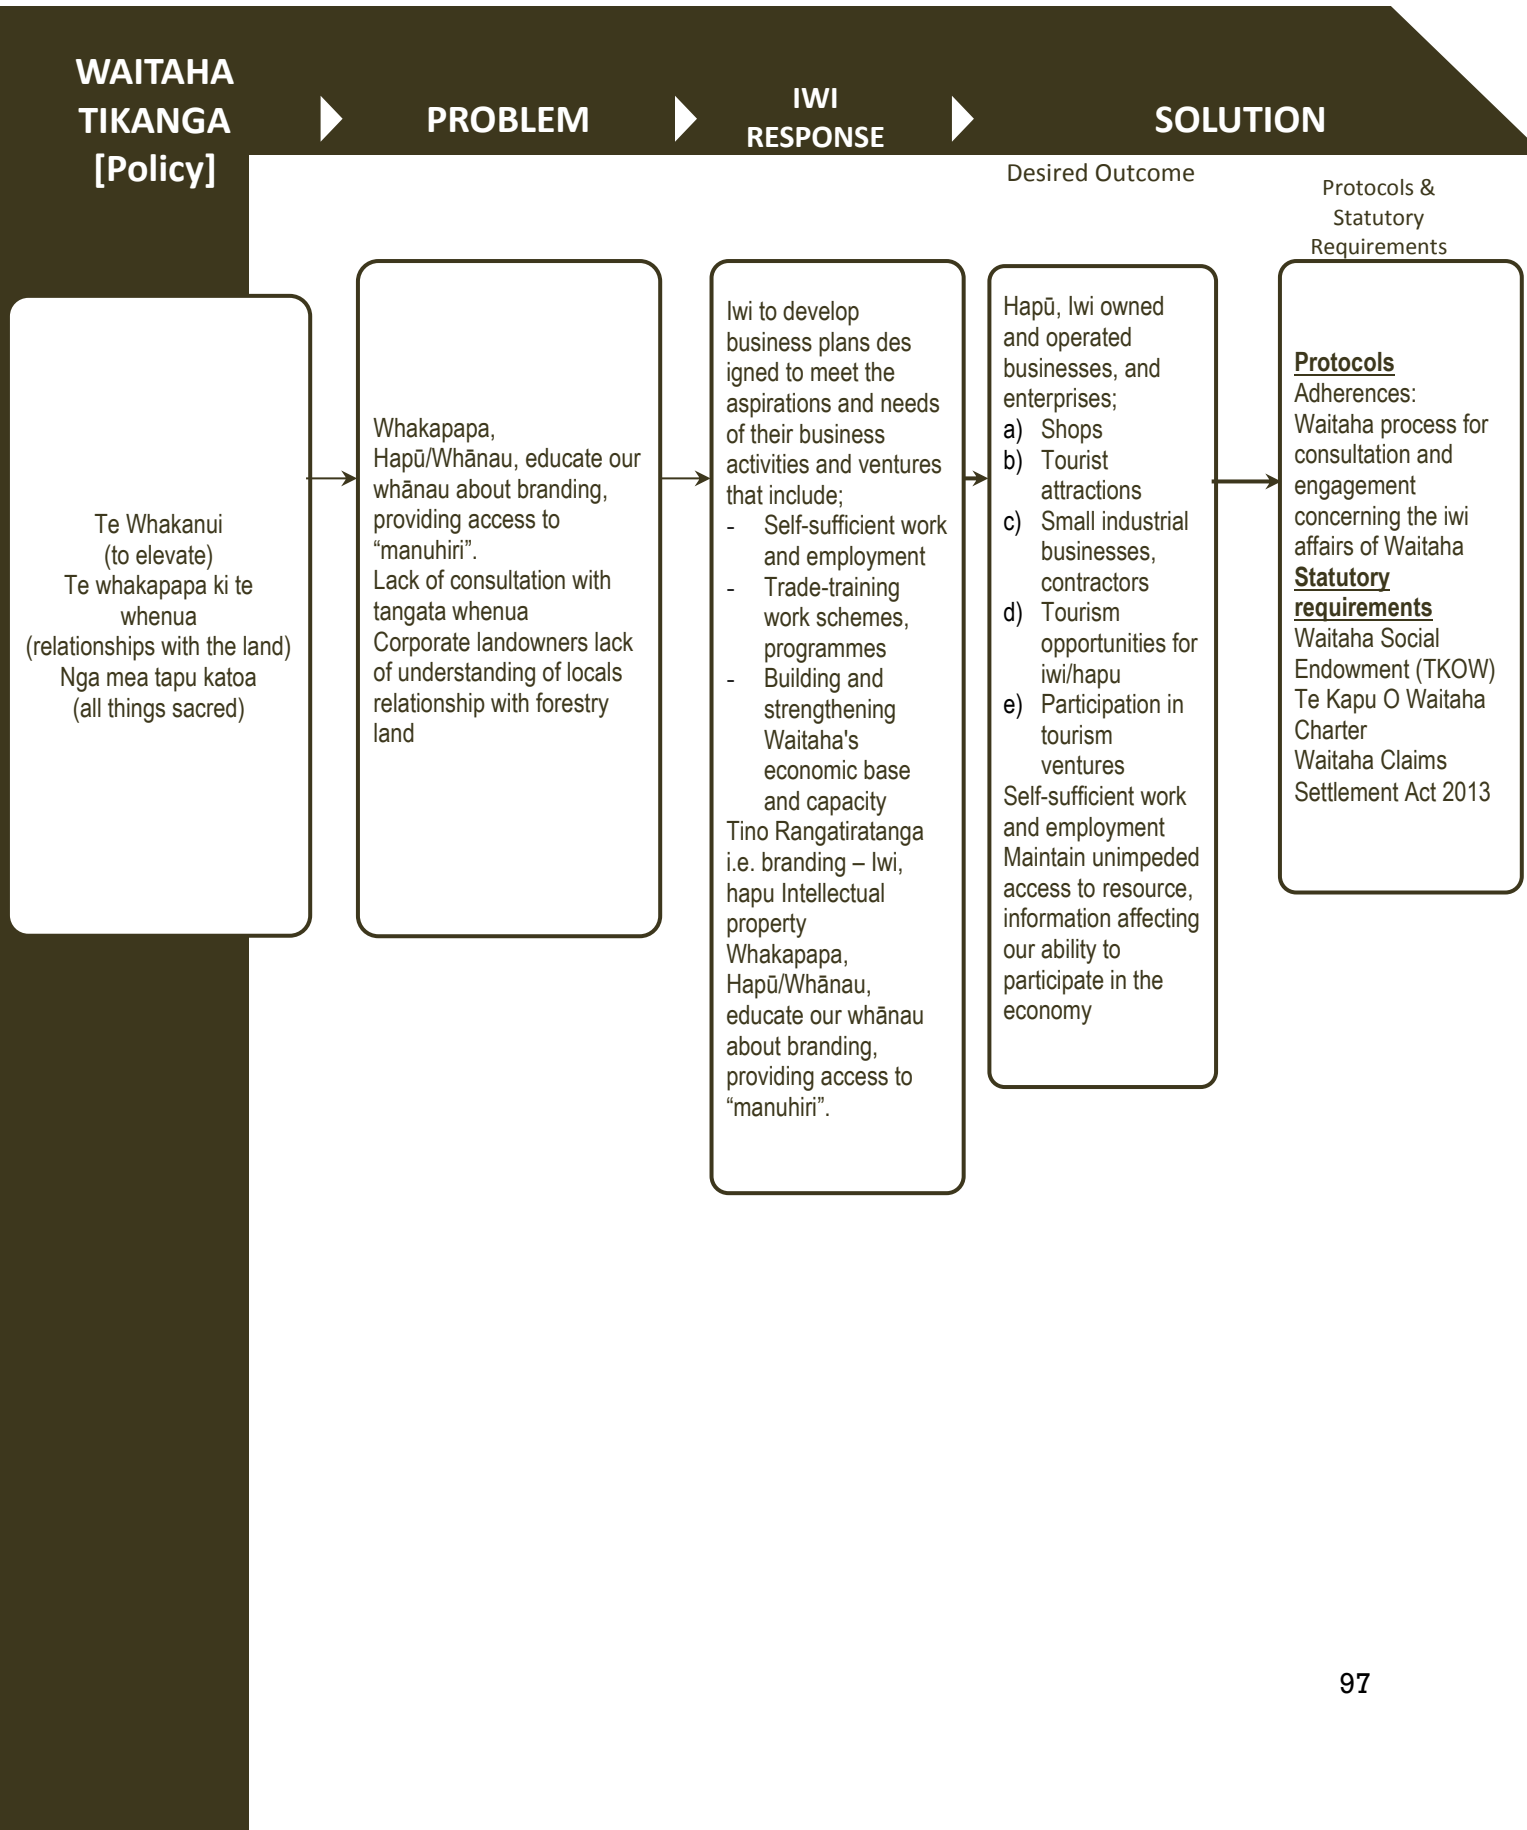 WAITAHA
TIKANGA
[Policy]
PROBLEM
IWI
RESPONSE
SOLUTION
Desired Outcome
Protocols &
Statutory
Requirements
Te Whakanui
(to elevate)
Te whakapapa ki te
whenua
(relationships with the land)
Nga mea tapu katoa
(all things sacred)
Whakapapa,
Hapū/Whānau, educate our
whānau about branding,
providing access to
“manuhiri”.
Lack of consultation with
tangata whenua
Corporate landowners lack
of understanding of locals
relationship with forestry
land
Iwi to develop
business plans des
igned to meet the
aspirations and needs
of their business
activities and ventures
that include;
- Self-sufficient work
and employment
- Trade-training
work schemes,
programmes
- Building and
strengthening
Waitaha's
economic base
and capacity
Tino Rangatiratanga
i.e. branding – Iwi,
hapu Intellectual
property
Whakapapa,
Hapū/Whānau,
educate our whānau
about branding,
providing access to
“manuhiri”.
Hapū, Iwi owned
and operated
businesses, and
enterprises;
a) Shops
b) Tourist
attractions
c) Small industrial
businesses,
contractors
d) Tourism
opportunities for
iwi/hapu
e) Participation in
tourism
ventures
Self-sufficient work
and employment
Maintain unimpeded
access to resource,
information affecting
our ability to
participate in the
economy
Protocols
Adherences:
Waitaha process for
consultation and
engagement
concerning the iwi
affairs of Waitaha
Statutory
requirements
Waitaha Social
Endowment (TKOW)
Te Kapu O Waitaha
Charter
Waitaha Claims
Settlement Act 2013
97